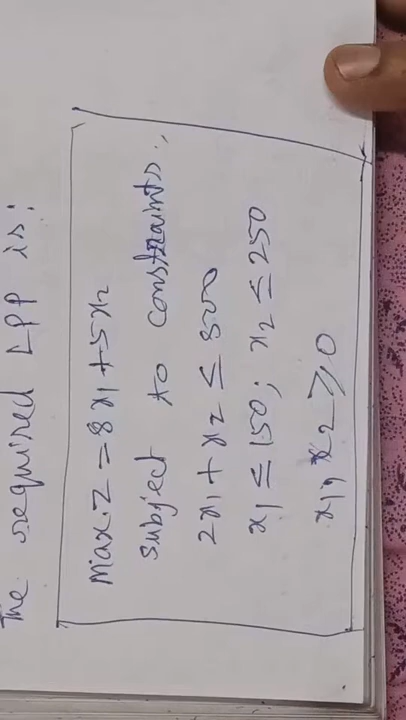 The required LPP is:
Max. Z = 8x₁ + 5x₂
subject to constraints.,
2x₁ + x₂ ≤ 500
x₁ ≤ 150; x₂ ≤ 250
x₁, x₂ ≥ 0